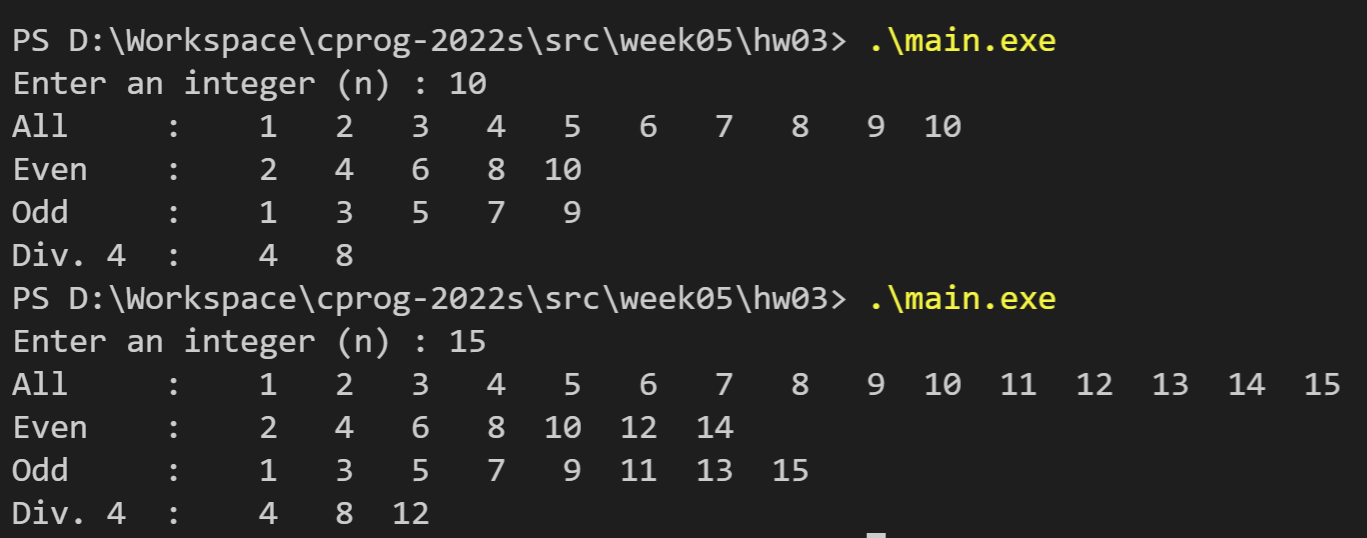 PS D:\Workspace\cprog-2022s\src\week05\hw03> .\main.exe
Enter an integer (n) : 10
All     :    1   2   3   4   5   6   7   8   9  10
Even    :    2   4   6   8  10
Odd     :    1   3   5   7   9
Div. 4  :    4   8
PS D:\Workspace\cprog-2022s\src\week05\hw03> .\main.exe
Enter an integer (n) : 15
All     :    1   2   3   4   5   6   7   8   9  10  11  12  13  14  15
Even    :    2   4   6   8  10  12  14
Odd     :    1   3   5   7   9  11  13  15
Div. 4  :    4   8  12